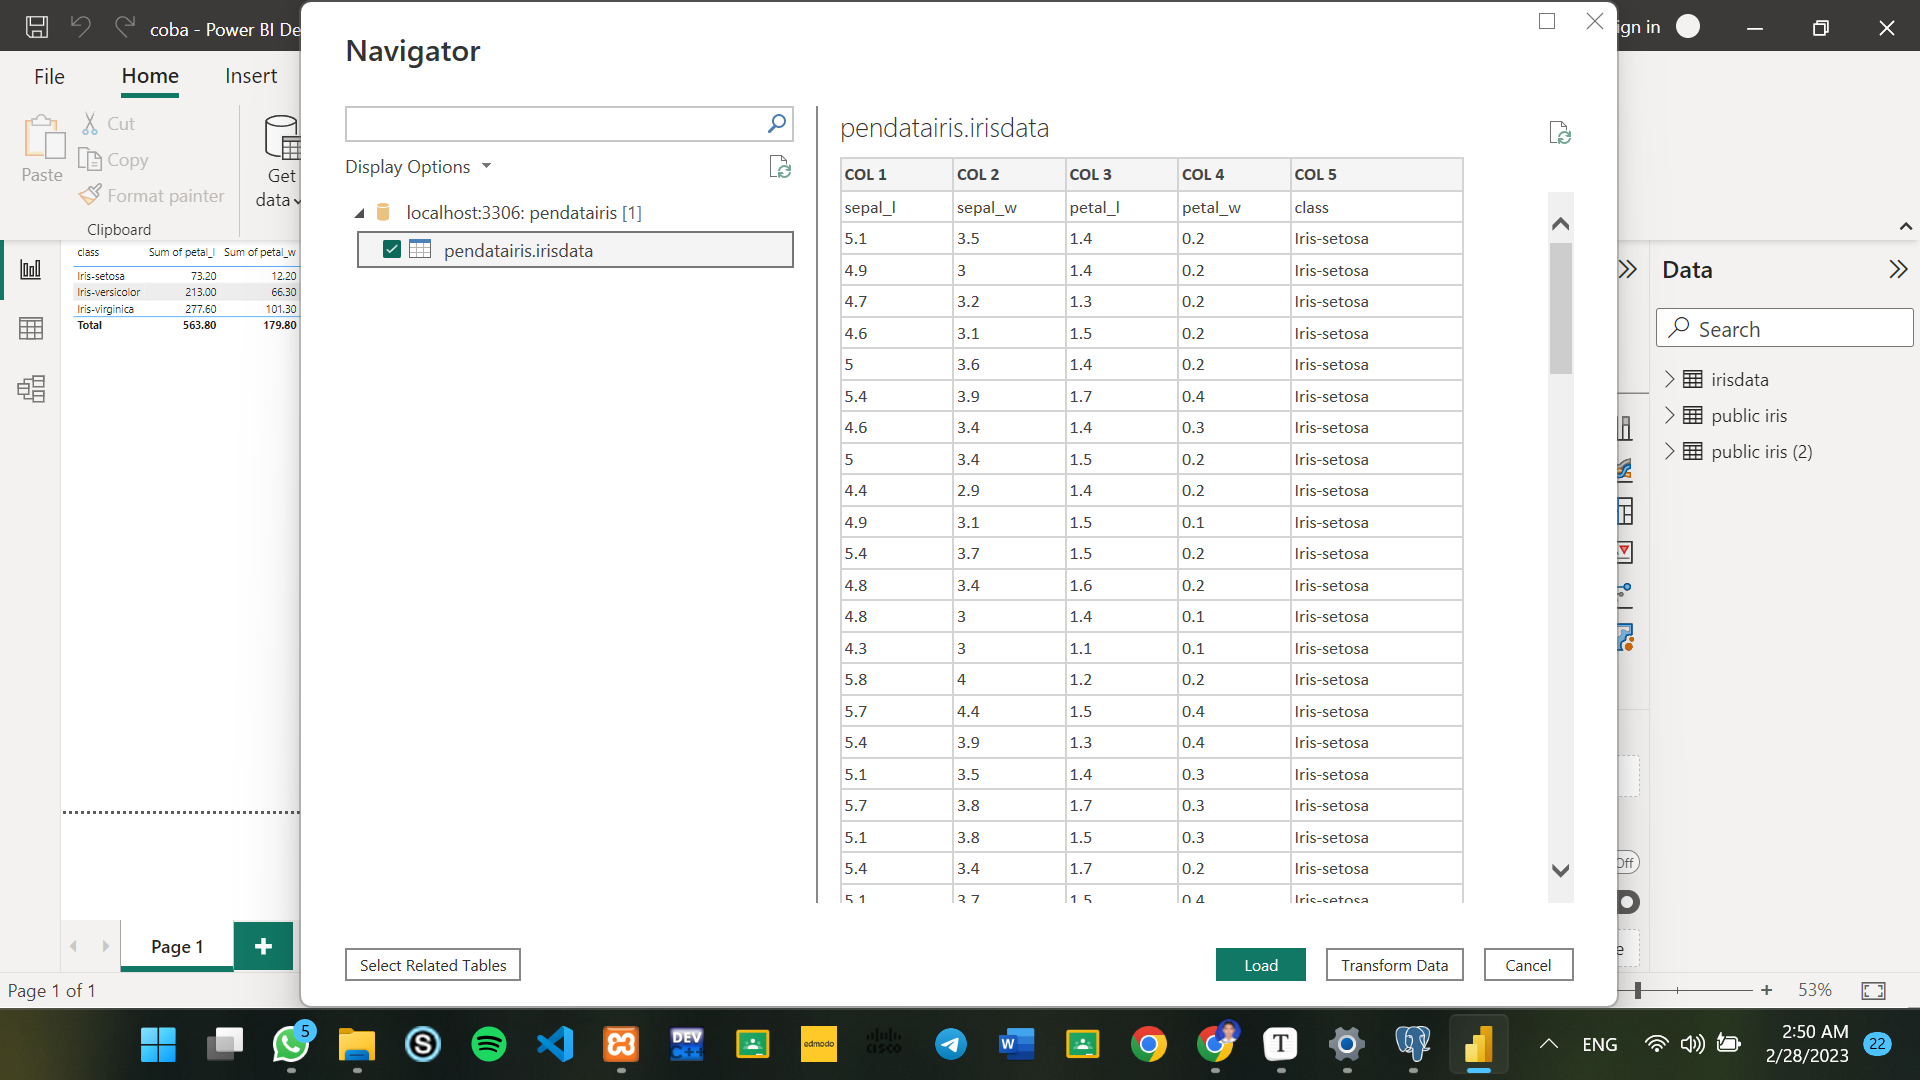 coba - Power BI De
ign in
File
Home
Insert
Paste
Cut
Copy
Format painter
Clipboard
Get
data
class Sum of petal_l Sum of petal_w
Iris-setosa 73.20 12.20
Iris-versicolor 213.00 66.30
Iris-virginica 277.60 101.30
Total 563.80 179.80
Navigator
Display Options
localhost:3306: pendatairis [1]
pendatairis.irisdata
pendatairis.irisdata
COL 1 COL 2 COL 3 COL 4 COL 5
sepal_l sepal_w petal_l petal_w class
5.1 3.5 1.4 0.2 Iris-setosa
4.9 3 1.4 0.2 Iris-setosa
4.7 3.2 1.3 0.2 Iris-setosa
4.6 3.1 1.5 0.2 Iris-setosa
5 3.6 1.4 0.2 Iris-setosa
5.4 3.9 1.7 0.4 Iris-setosa
4.6 3.4 1.4 0.3 Iris-setosa
5 3.4 1.5 0.2 Iris-setosa
4.4 2.9 1.4 0.2 Iris-setosa
4.9 3.1 1.5 0.1 Iris-setosa
5.4 3.7 1.5 0.2 Iris-setosa
4.8 3.4 1.6 0.2 Iris-setosa
4.8 3 1.4 0.1 Iris-setosa
4.3 3 1.1 0.1 Iris-setosa
5.8 4 1.2 0.2 Iris-setosa
5.7 4.4 1.5 0.4 Iris-setosa
5.4 3.9 1.3 0.4 Iris-setosa
5.1 3.5 1.4 0.3 Iris-setosa
5.7 3.8 1.7 0.3 Iris-setosa
5.1 3.8 1.5 0.3 Iris-setosa
5.4 3.4 1.7 0.2 Iris-setosa
5.1 3.7 1.5 0.4 Iris-setosa
Select Related Tables
Load
Transform Data
Cancel
Data
Search
irisdata
public iris
public iris (2)
Off
e
Page 1
Page 1 of 1
53%
5
DEV
C++
edmodo
cisco
ENG
2:50 AM
2/28/2023
22